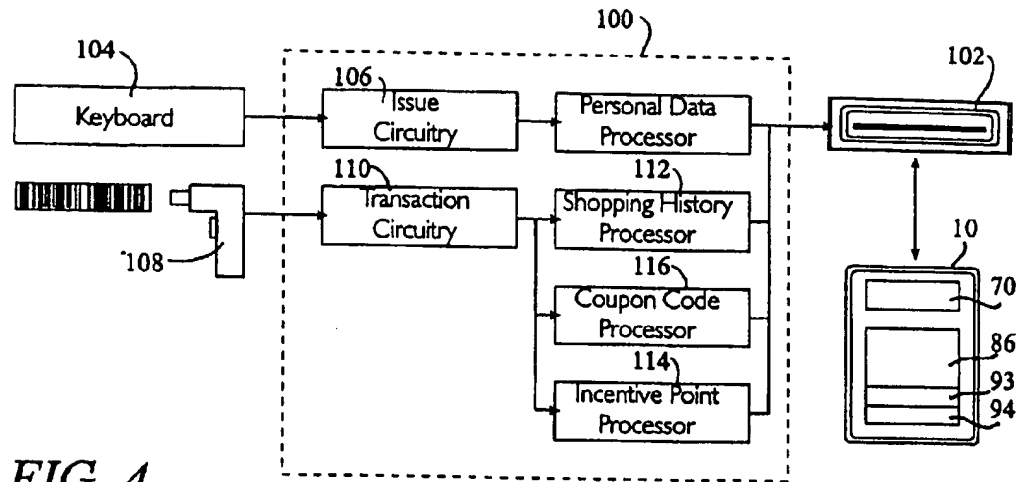 100
104
102
Keyboard
106
Issue
Circuitry
Personal Data
Processor
110
Transaction
Circuitry
112
Shopping History
Processor
108
10
116
Coupon Code
Processor
70
86
114
Incentive Point
Processor
93
94
FIG. 4